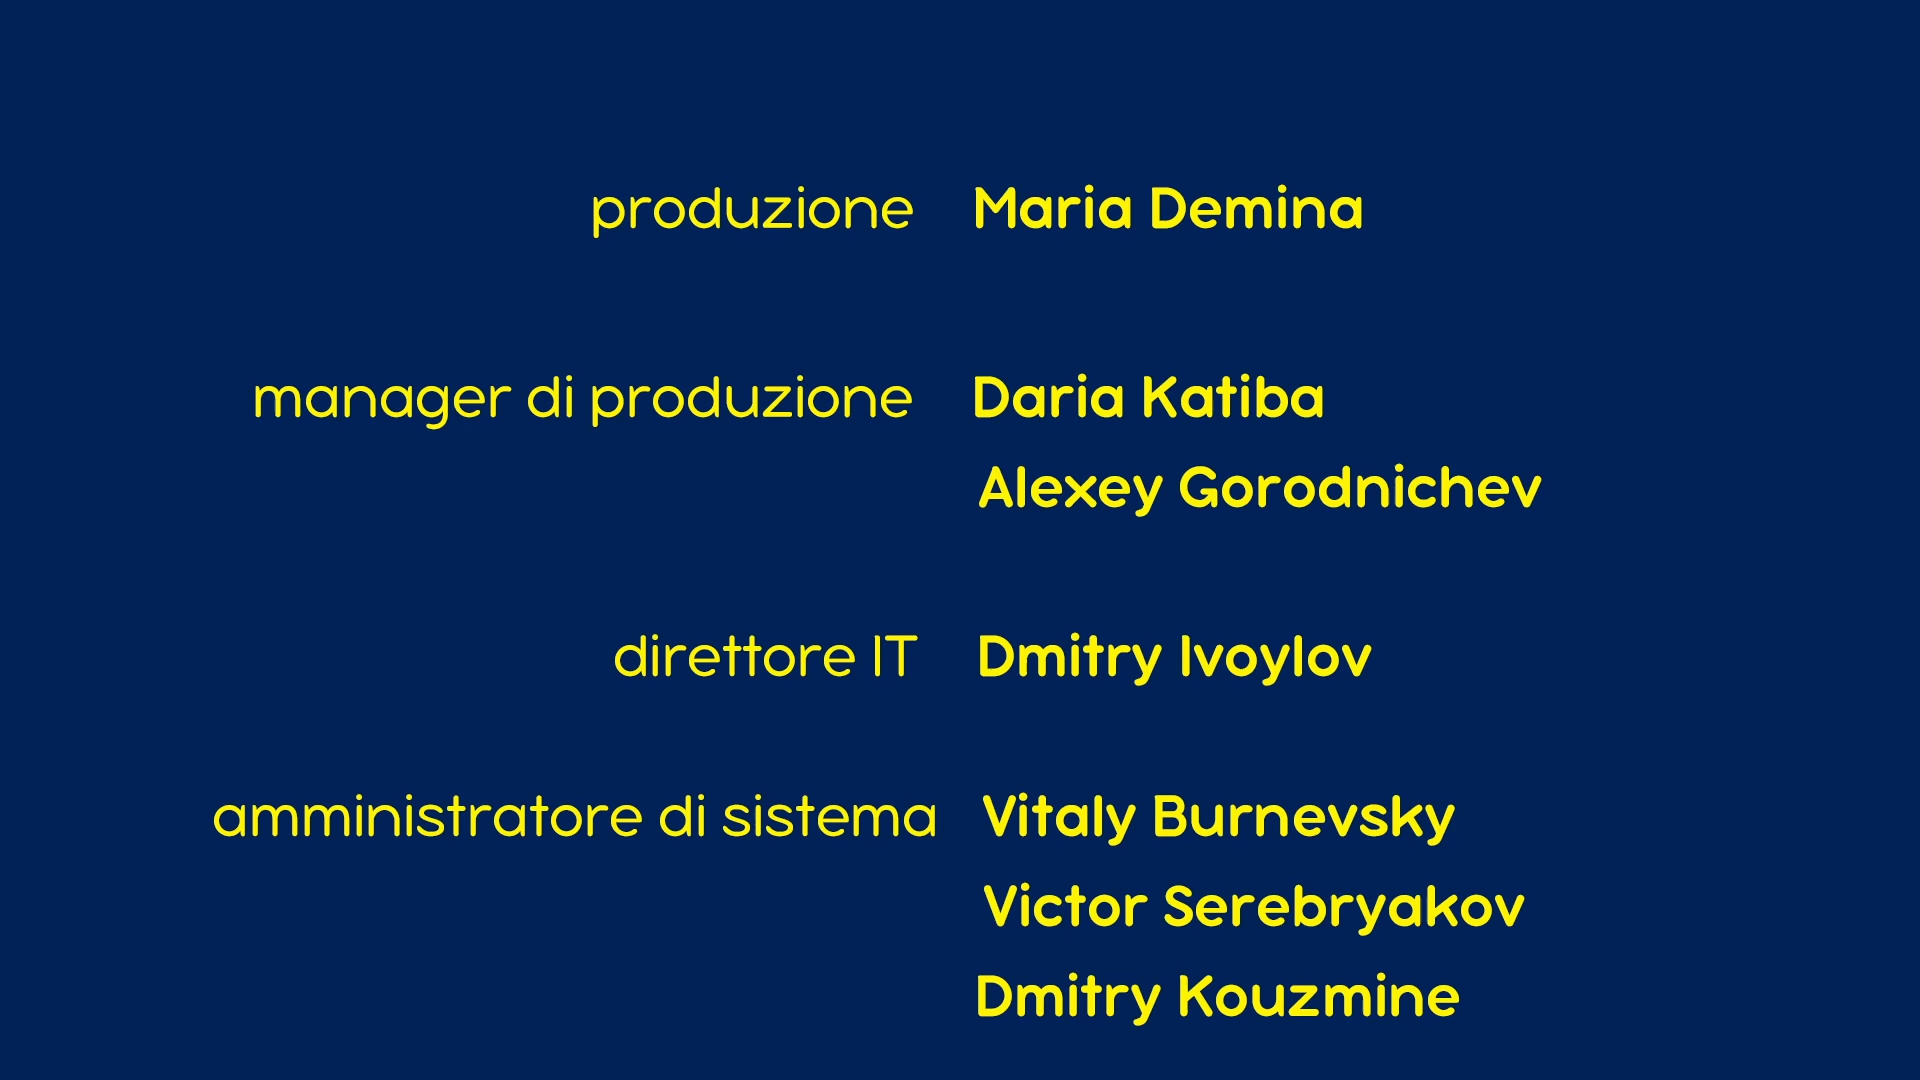 produzione Maria Demina
manager di produzione Daria Katiba
Alexey Gorodnichev
direttore IT Dmitry Ivoylov
amministratore di sistema Vitaly Burnevsky
Victor Serebryakov
Dmitry Kouzmine